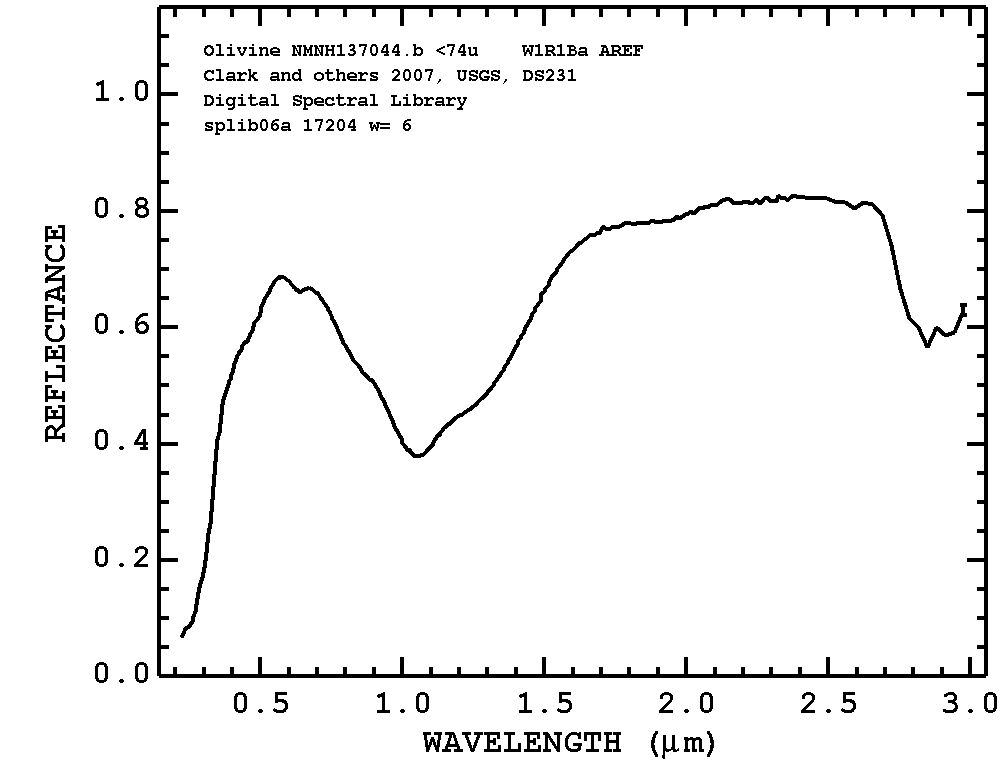 Olivine NMNH137044.b <74u    W1R1Ba AREF
Clark and others 2007, USGS, DS231
Digital Spectral Library
splib06a 17204 w= 6
1.0
0.8
0.6
0.4
0.2
0.0
REFLECTANCE
0.5 1.0 1.5 2.0 2.5 3.0
WAVELENGTH (μm)